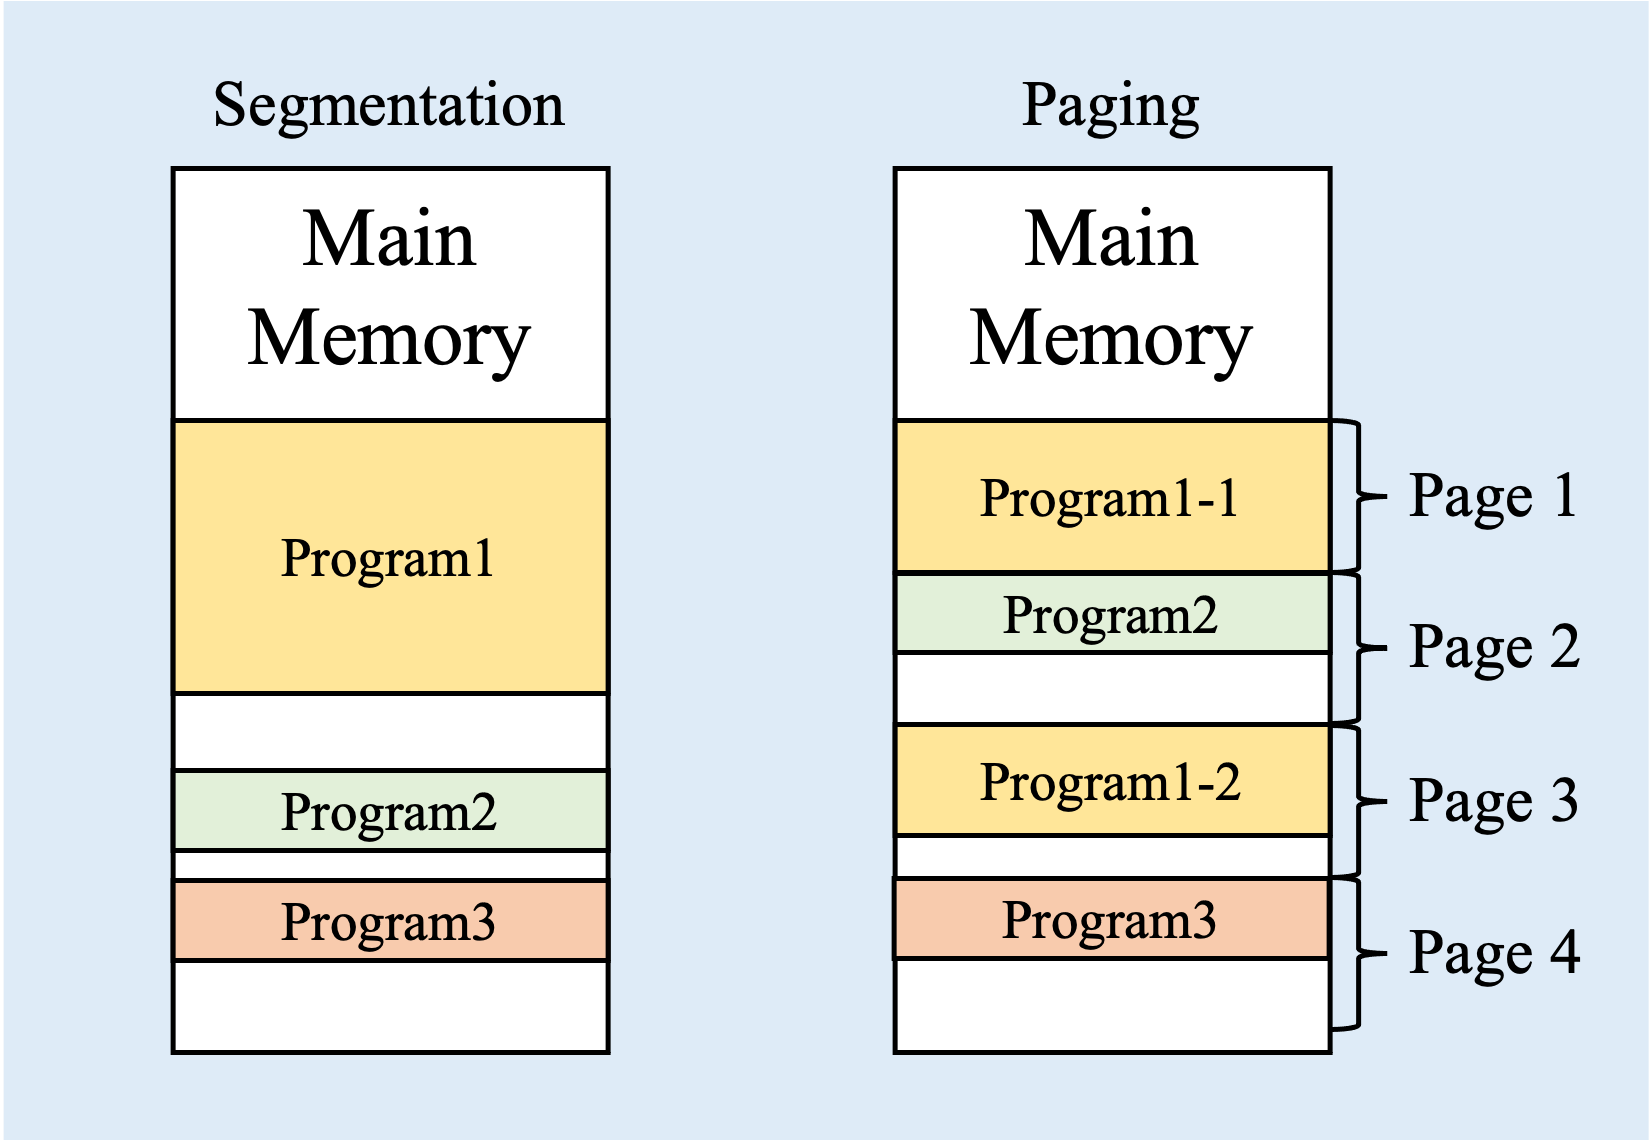 Segmentation
Main
Memory
Program1
Program2
Program3
Paging
Main
Memory
Program1-1
Program2
Program1-2
Program3
Page 1
Page 2
Page 3
Page 4